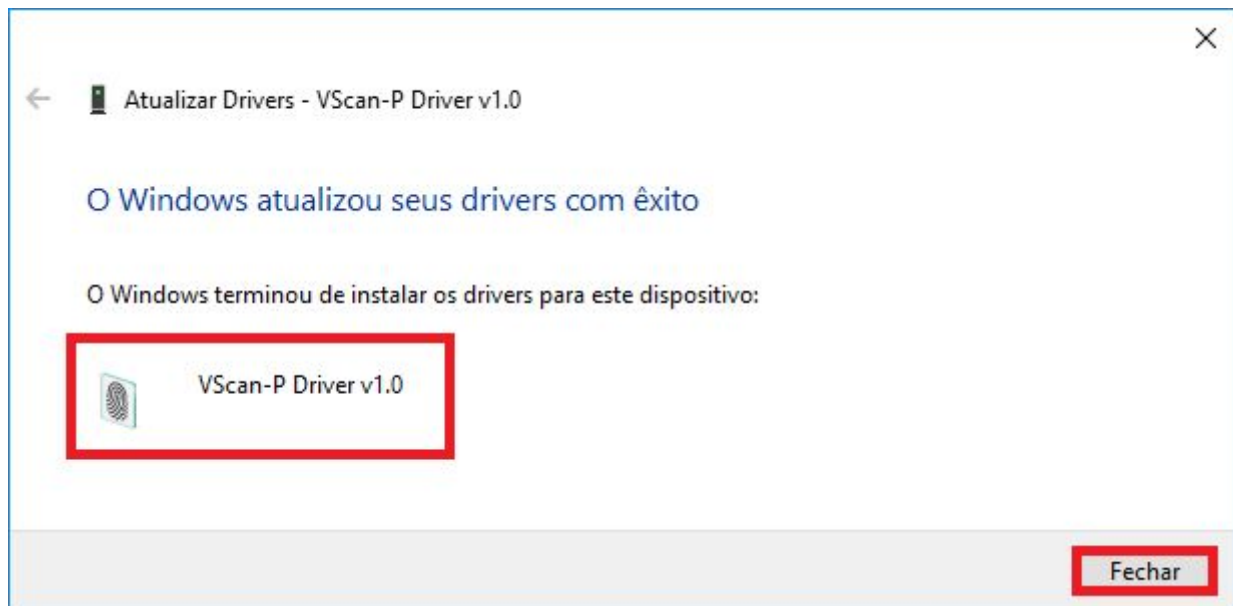 Atualizar Drivers - VScan-P Driver v1.0
O Windows atualizou seus drivers com êxito
O Windows terminou de instalar os drivers para este dispositivo:
VScan-P Driver v1.0
Fechar